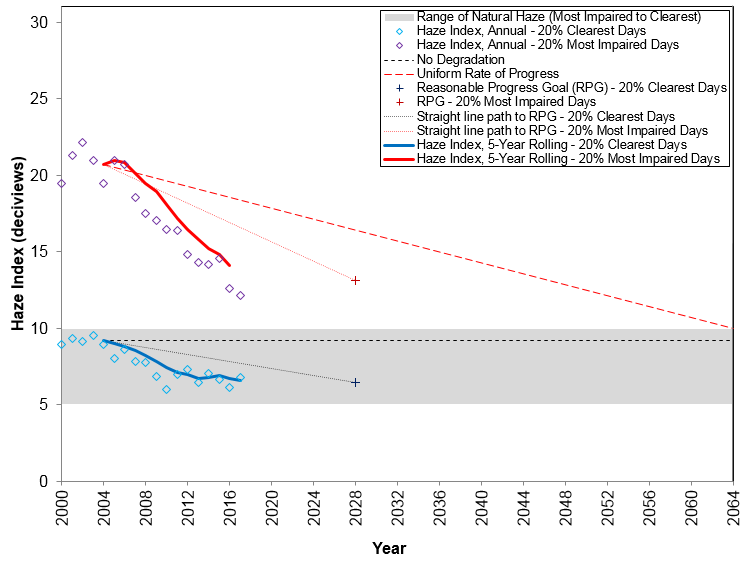 Range of Natural Haze (Most Impaired to Clearest)
Haze Index, Annual - 20% Clearest Days
Haze Index, Annual - 20% Most Impaired Days
No Degradation
Uniform Rate of Progress
Reasonable Progress Goal (RPG) - 20% Clearest Days
RPG - 20% Most Impaired Days
Straight line path to RPG - 20% Clearest Days
Straight line path to RPG - 20% Most Impaired Days
Haze Index, 5-Year Rolling - 20% Clearest Days
Haze Index, 5-Year Rolling - 20% Most Impaired Days
Haze Index (deciviews)
30
25
20
15
10
5
0
2000 2004 2008 2012 2016 2020 2024 2028 2032 2036 2040 2044 2048 2052 2056 2060 2064
Year